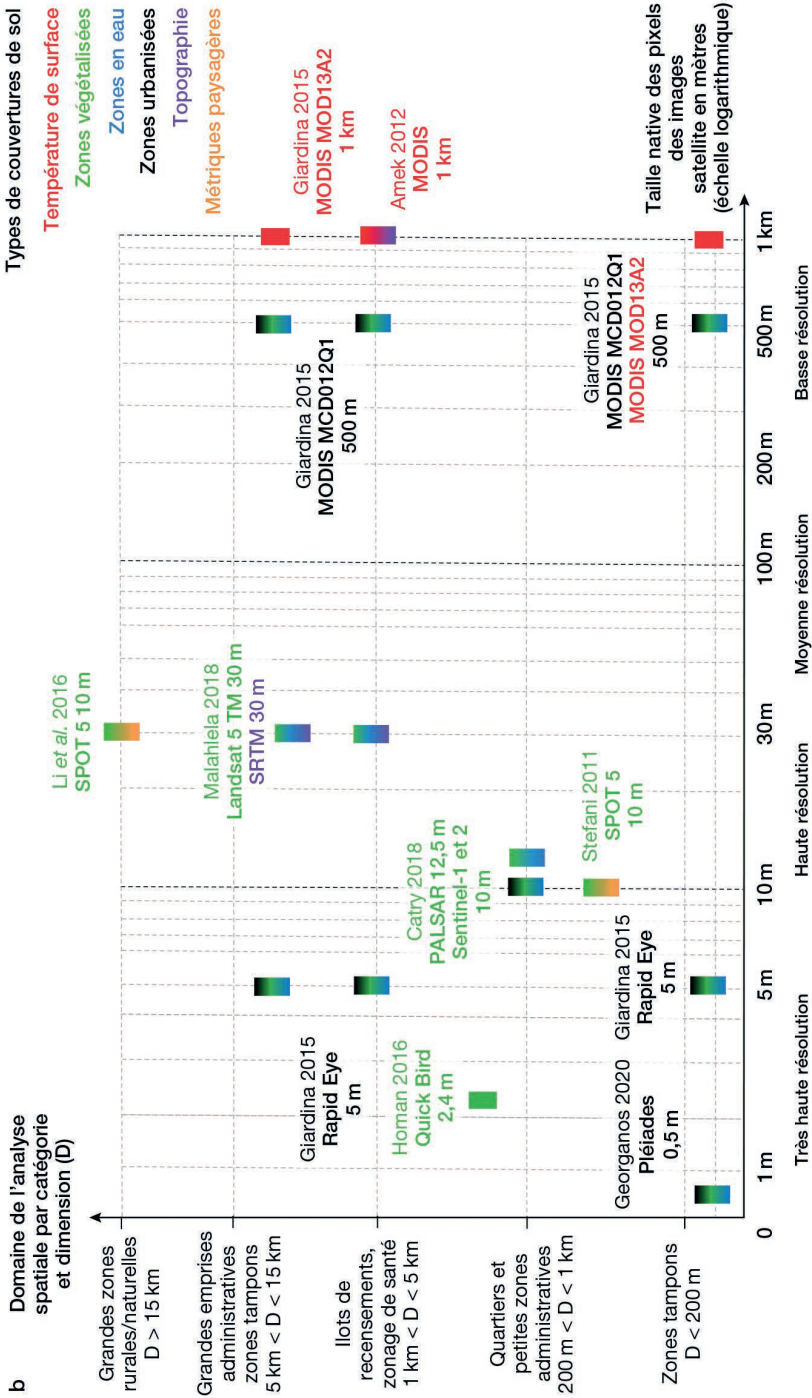 b
Domaine de l'analyse
spatiale par catégorie
et dimension (D)
Types de couvertures de sol
Température de surface
Zones végétalisées
Zones en eau
Zones urbanisées
Topographie
Métriques paysagères
Grandes zones
rurales/naturelles
D > 15 km
Grandes emprises
administratives
zones tampons
5 km < D < 15 km
Ilots de
recensements,
zonage de santé
1 km < D < 5 km
Quartiers et
petites zones
administratives
200 m < D < 1 km
Zones tampons
D < 200 m
Li et al. 2016
SPOT 5 10 m
Malahlela 2018
Landsat 5 TM 30 m
SRTM 30 m
Giardina 2015
MODIS MOD13A2
1 km
Giardina 2015
Rapid Eye
5 m
Giardina 2015
MODIS MCD012Q1
500 m
Amek 2012
MODIS
1 km
Homan 2016
Quick Bird
2,4 m
Catry 2018
PALSAR 12,5 m
Sentinel-1 et 2
10 m
Stefani 2011
SPOT 5
10 m
Georganos 2020
Pléiades
0,5 m
Giardina 2015
Rapid Eye
5 m
Giardina 2015
MODIS MCD012Q1
MODIS MOD13A2
500 m
Taille native des pixels
des images
satellite en mètres
(échelle logarithmique)
0
1 m
5 m
10 m
30 m
100 m
200 m
500 m
1 km
Très haute résolution
Haute résolution
Moyenne résolution
Basse résolution